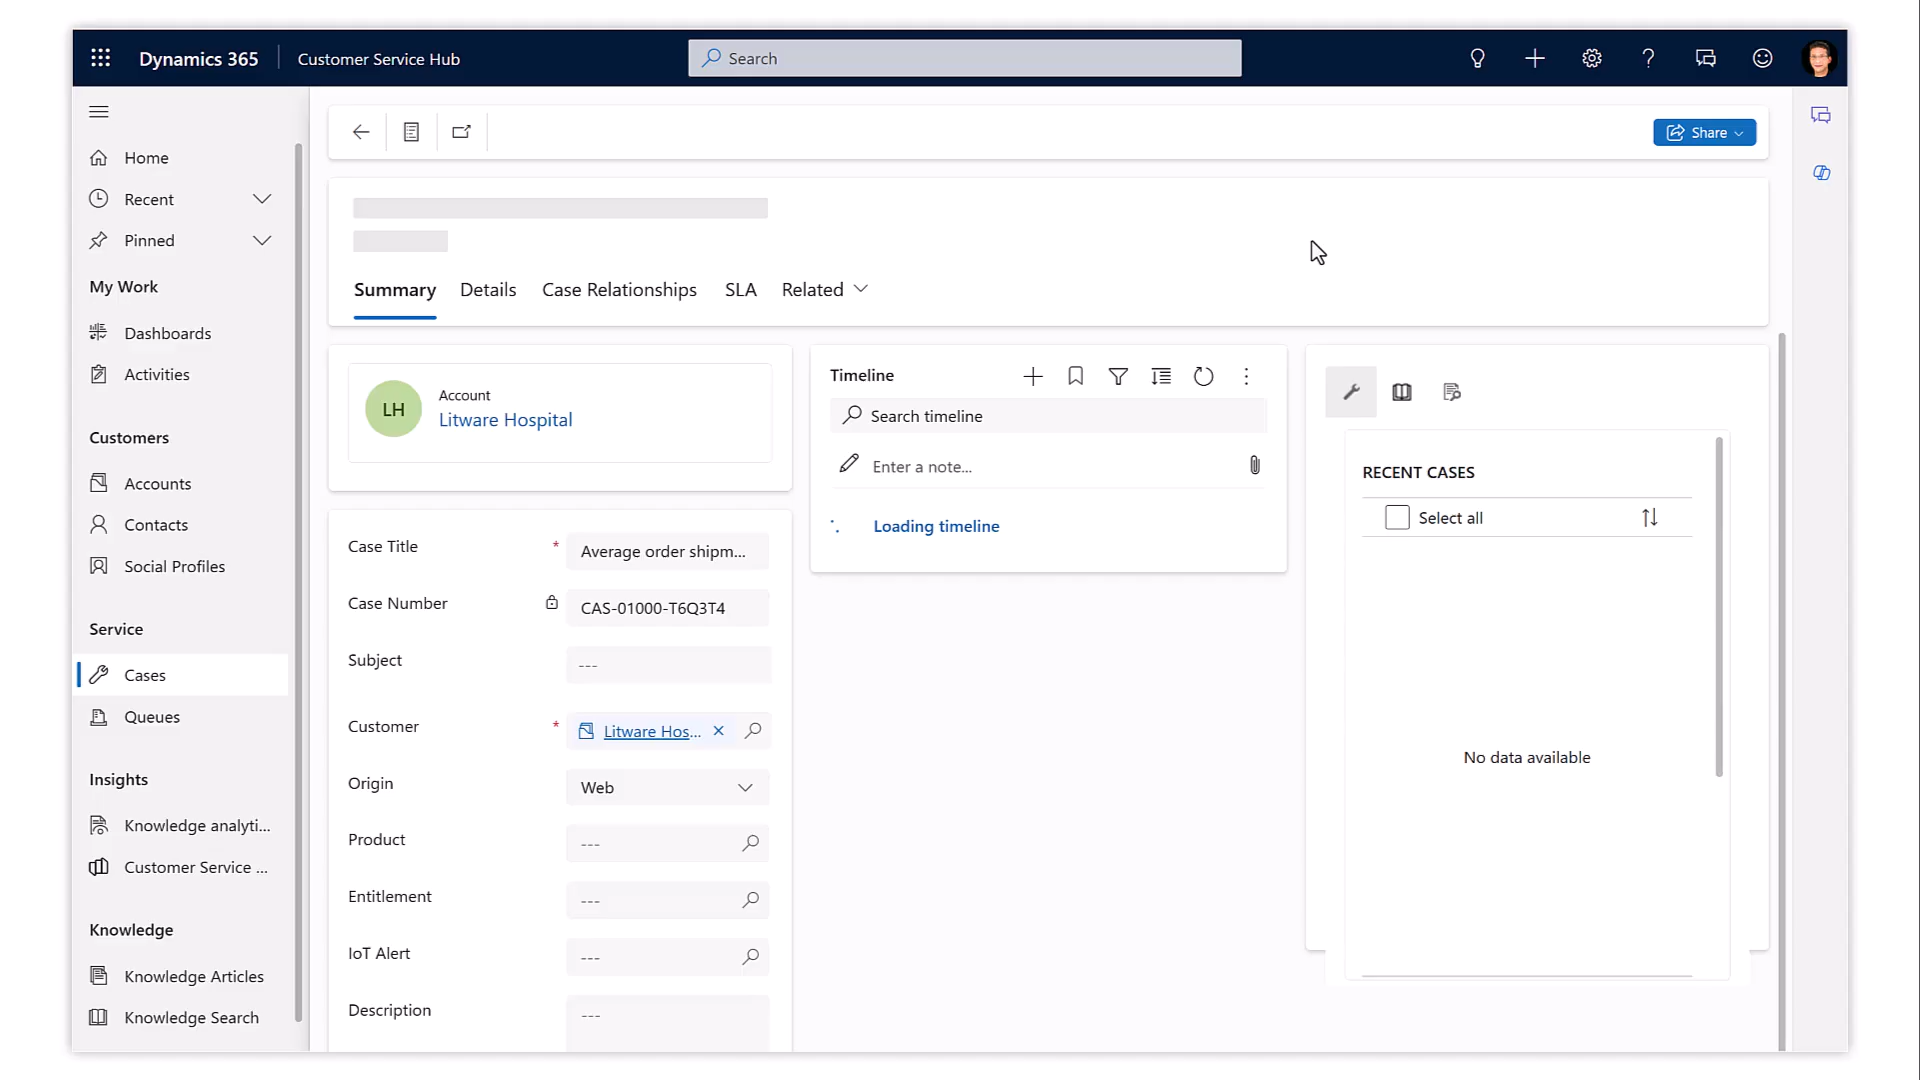 Dynamics 365
Customer Service Hub
Search
Share
Home
Recent
Pinned
My Work
Dashboards
Activities
Customers
Accounts
Contacts
Social Profiles
Service
Cases
Queues
Insights
Knowledge analyti...
Customer Service ...
Knowledge
Knowledge Articles
Knowledge Search
Summary Details Case Relationships SLA Related
LH
Account
Litware Hospital
Case Title * Average order shipm...
Case Number CAS-01000-T6Q3T4
Subject ---
Customer * Litware Hos...
Origin Web
Product ---
Entitlement ---
IoT Alert ---
Description ---
Timeline
Search timeline
Enter a note...
Loading timeline
RECENT CASES
Select all
No data available